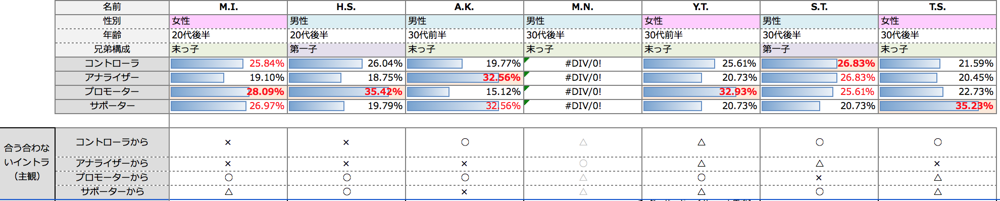 名前 M.I. H.S. A.K. M.N. Y.T. S.T. T.S.
性別 女性 男性 男性 男性 女性 男性 女性
年齢 20代後半 20代後半 30代前半 30代後半 30代前半 30代後半 30代後半
兄弟構成 末っ子 第一子 末っ子 末っ子 末っ子 第一子 末っ子
コントローラ 25.84% 26.04% 19.77% #DIV/0! 25.61% 26.83% 21.59%
アナライザー 19.10% 18.75% 32.56% #DIV/0! 20.73% 26.83% 20.45%
プロモーター 28.09% 35.42% 15.12% #DIV/0! 32.93% 25.61% 22.73%
サポーター 26.97% 19.79% 32.56% #DIV/0! 20.73% 20.73% 35.23%
合う合わな
いイントラ
（主観）
コントローラから × × ○ △ △ ○ ○
アナライザーから × × × ○ △ △ ×
プロモーターから ○ ○ ○ △ ○ × △
サポーターから △ ○ × △ △ ○ △